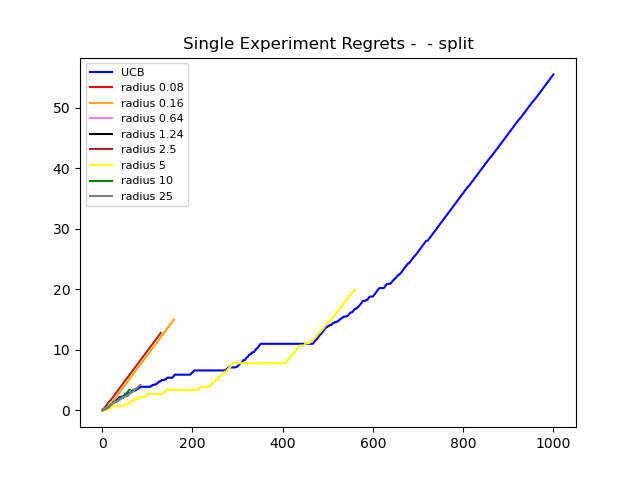 Single Experiment Regrets -  - split
UCB
radius 0.08
radius 0.16
radius 0.64
radius 1.24
radius 2.5
radius 5
radius 10
radius 25
50
40
30
20
10
0
0 200 400 600 800 1000